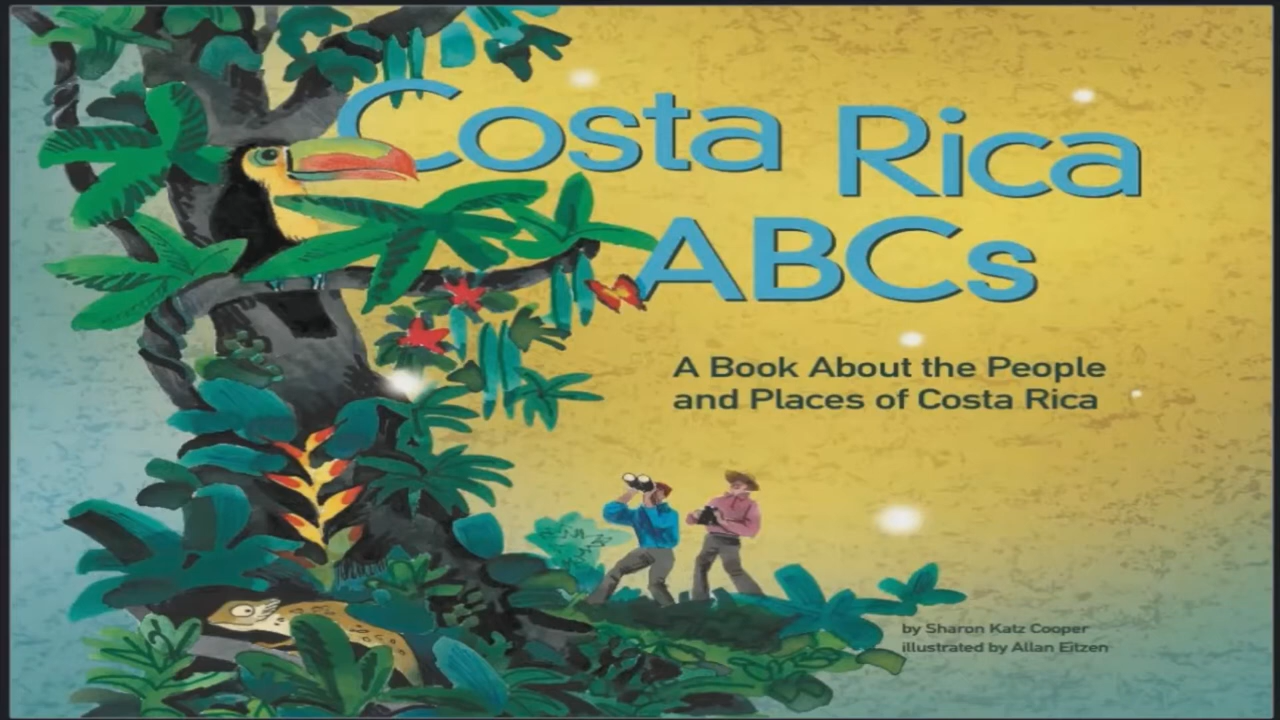 Costa Rica
ABCs
A Book About the People
and Places of Costa Rica
by Sharon Katz Cooper
illustrated by Allan Eitzen